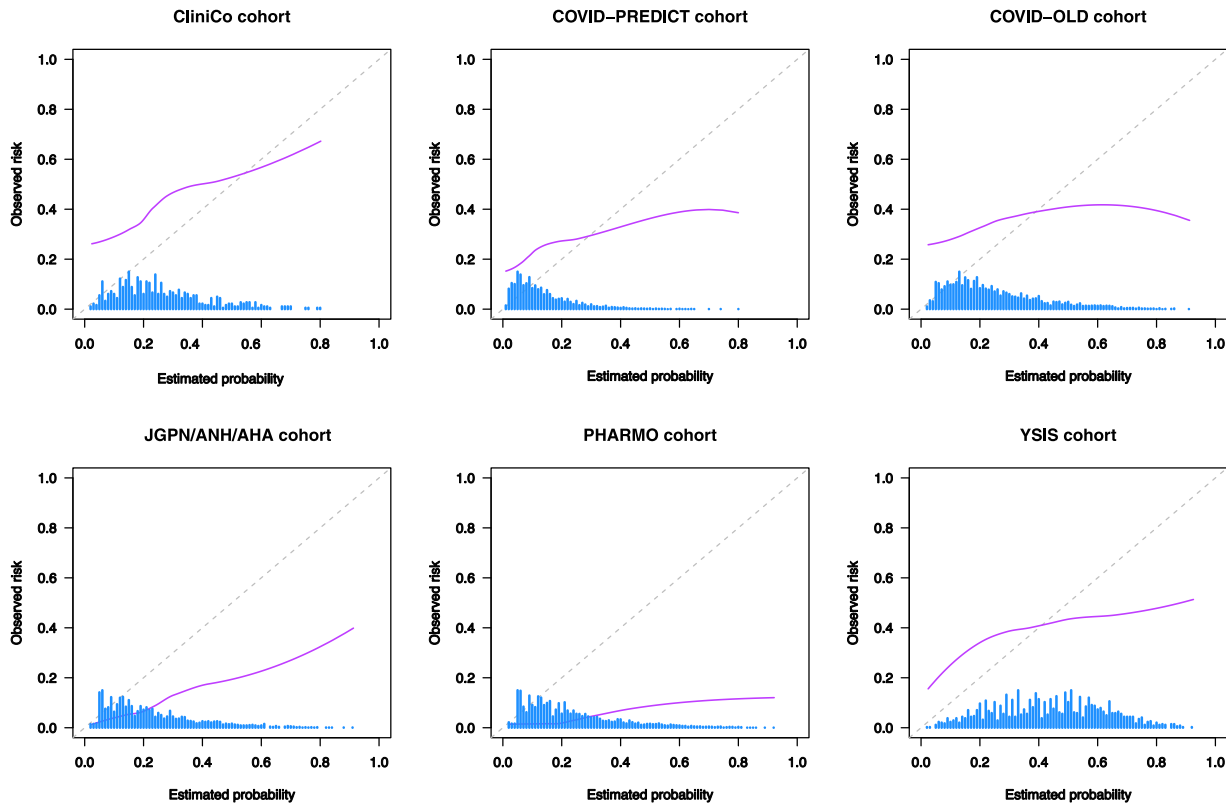 CliniCo cohort
COVID−PREDICT cohort
COVID−OLD cohort
Observed risk
1.0
0.8
0.6
0.4
0.2
0.0
0.0 0.2 0.4 0.6 0.8 1.0
Estimated probability
Observed risk
1.0
0.8
0.6
0.4
0.2
0.0
0.0 0.2 0.4 0.6 0.8 1.0
Estimated probability
Observed risk
1.0
0.8
0.6
0.4
0.2
0.0
0.0 0.2 0.4 0.6 0.8 1.0
Estimated probability
JGPN/ANH/AHA cohort
PHARMO cohort
YSIS cohort
Observed risk
1.0
0.8
0.6
0.4
0.2
0.0
0.0 0.2 0.4 0.6 0.8 1.0
Estimated probability
Observed risk
1.0
0.8
0.6
0.4
0.2
0.0
0.0 0.2 0.4 0.6 0.8 1.0
Estimated probability
Observed risk
1.0
0.8
0.6
0.4
0.2
0.0
0.0 0.2 0.4 0.6 0.8 1.0
Estimated probability